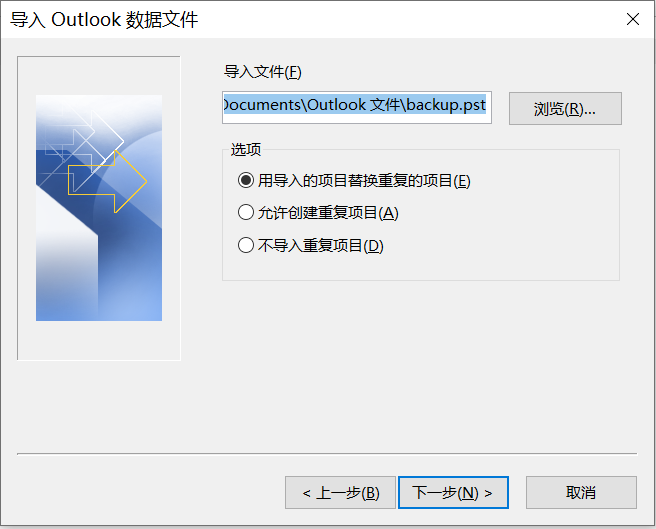 导入 Outlook 数据文件
导入文件(F)
Documents\Outlook 文件\backup.pst
浏览(R)...
选项
用导入的项目替换重复的项目(E)
允许创建重复项目(A)
不导入重复项目(D)
< 上一步(B)
下一步(N) >
取消